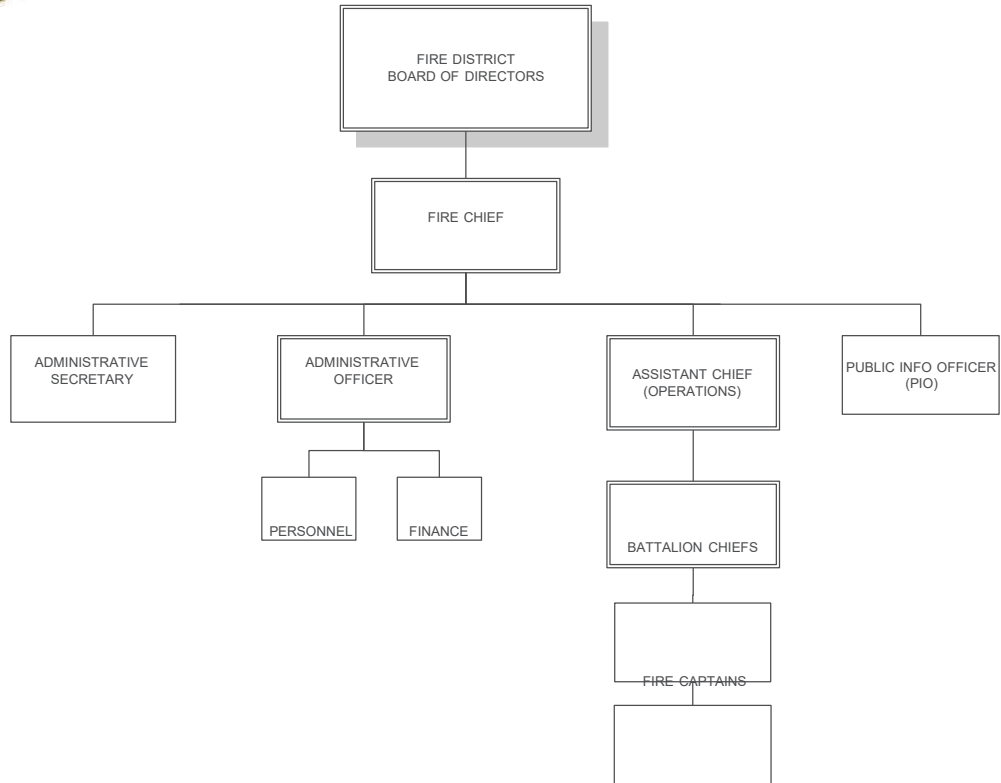 FIRE DISTRICT
BOARD OF DIRECTORS
FIRE CHIEF
ADMINISTRATIVE
SECRETARY
ADMINISTRATIVE
OFFICER
ASSISTANT CHIEF
(OPERATIONS)
PUBLIC INFO OFFICER
(PIO)
PERSONNEL
FINANCE
BATTALION CHIEFS
FIRE CAPTAINS